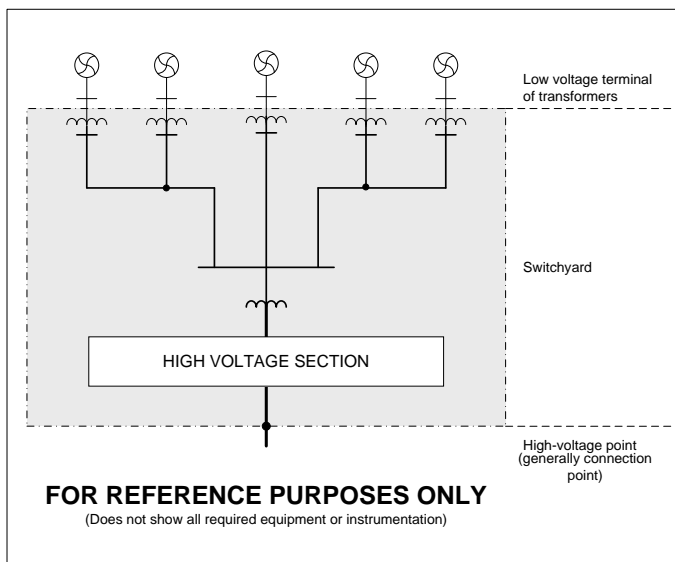 Low voltage terminal
of transformers
Switchyard
HIGH VOLTAGE SECTION
High-voltage point
(generally connection
point)
FOR REFERENCE PURPOSES ONLY
(Does not show all required equipment or instrumentation)